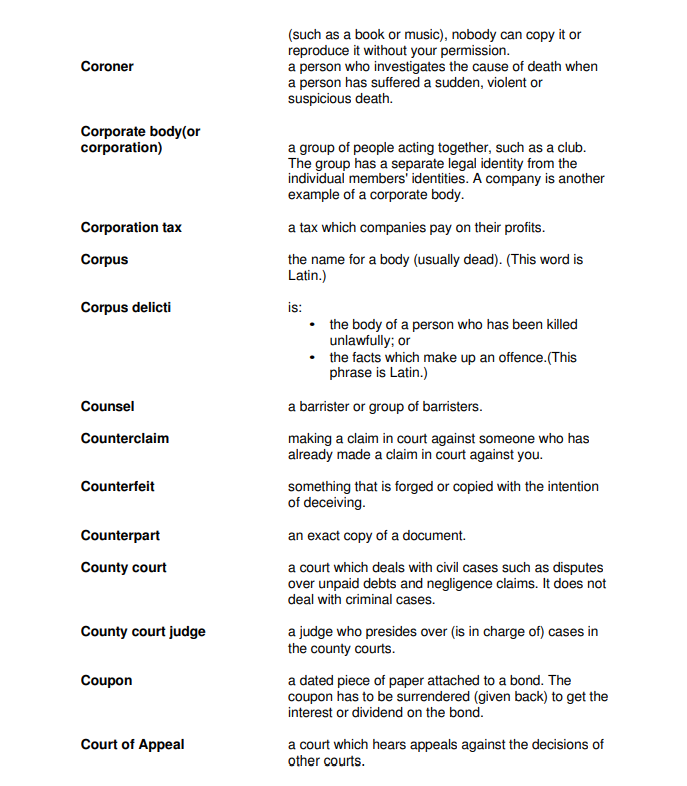 (such as a book or music), nobody can copy it or
reproduce it without your permission.
Coroner a person who investigates the cause of death when
a person has suffered a sudden, violent or
suspicious death.
Corporate body(or
corporation) a group of people acting together, such as a club.
The group has a separate legal identity from the
individual members' identities. A company is another
example of a corporate body.
Corporation tax a tax which companies pay on their profits.
Corpus the name for a body (usually dead). (This word is
Latin.)
Corpus delicti is:
• the body of a person who has been killed
unlawfully; or
• the facts which make up an offence.(This
phrase is Latin.)
Counsel a barrister or group of barristers.
Counterclaim making a claim in court against someone who has
already made a claim in court against you.
Counterfeit something that is forged or copied with the intention
of deceiving.
Counterpart an exact copy of a document.
County court a court which deals with civil cases such as disputes
over unpaid debts and negligence claims. It does not
deal with criminal cases.
County court judge a judge who presides over (is in charge of) cases in
the county courts.
Coupon a dated piece of paper attached to a bond. The
coupon has to be surrendered (given back) to get the
interest or dividend on the bond.
Court of Appeal a court which hears appeals against the decisions of
other courts.